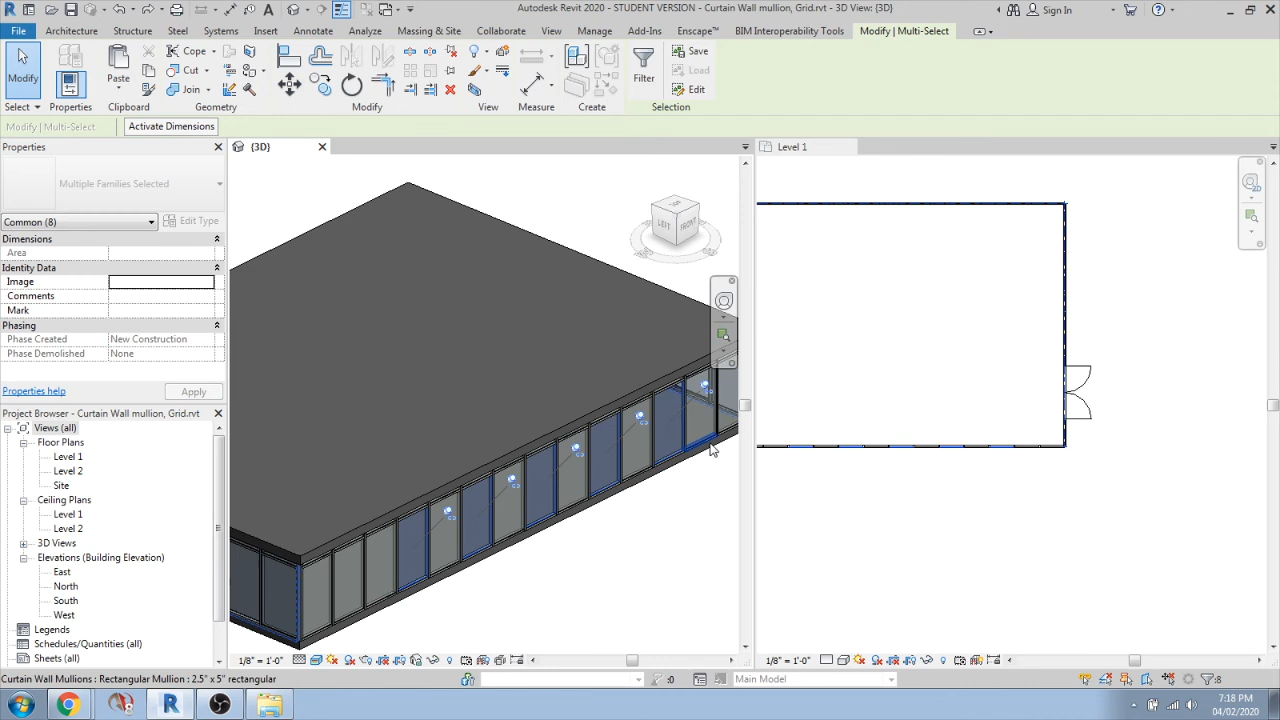 Autodesk Revit 2020 - STUDENT VERSION - Curtain Wall mullion, Grid.rvt - 3D View: {3D}
Sign In
File Architecture Structure Steel Systems Insert Annotate Analyze Massing & Site Collaborate View Manage Add-Ins Enscape™ BIM Interoperability Tools Modify | Multi-Select
Modify
Paste
Cope
Cut
Join
Filter
Save
Load
Edit
Select Properties Clipboard Geometry Modify View Measure Create Selection
Modify | Multi-Select Activate Dimensions
Properties
Multiple Families Selected
Common (8) Edit Type
Dimensions
Area
Identity Data
Image
Comments
Mark
Phasing
Phase Created New Construction
Phase Demolished None
Properties help Apply
Project Browser - Curtain Wall mullion, Grid.rvt
Views (all)
Floor Plans
Level 1
Level 2
Site
Ceiling Plans
Level 1
Level 2
3D Views
Elevations (Building Elevation)
East
North
South
West
Legends
Schedules/Quantities (all)
Sheets (all)
{3D}
TOP
LEFT
FRONT
1/8" = 1'-0"
Level 1
2D
1/8" = 1'-0"
Curtain Wall Mullions : Rectangular Mullion : 2.5" x 5" rectangular
:0
Main Model
:8
7:18 PM
04/02/2020